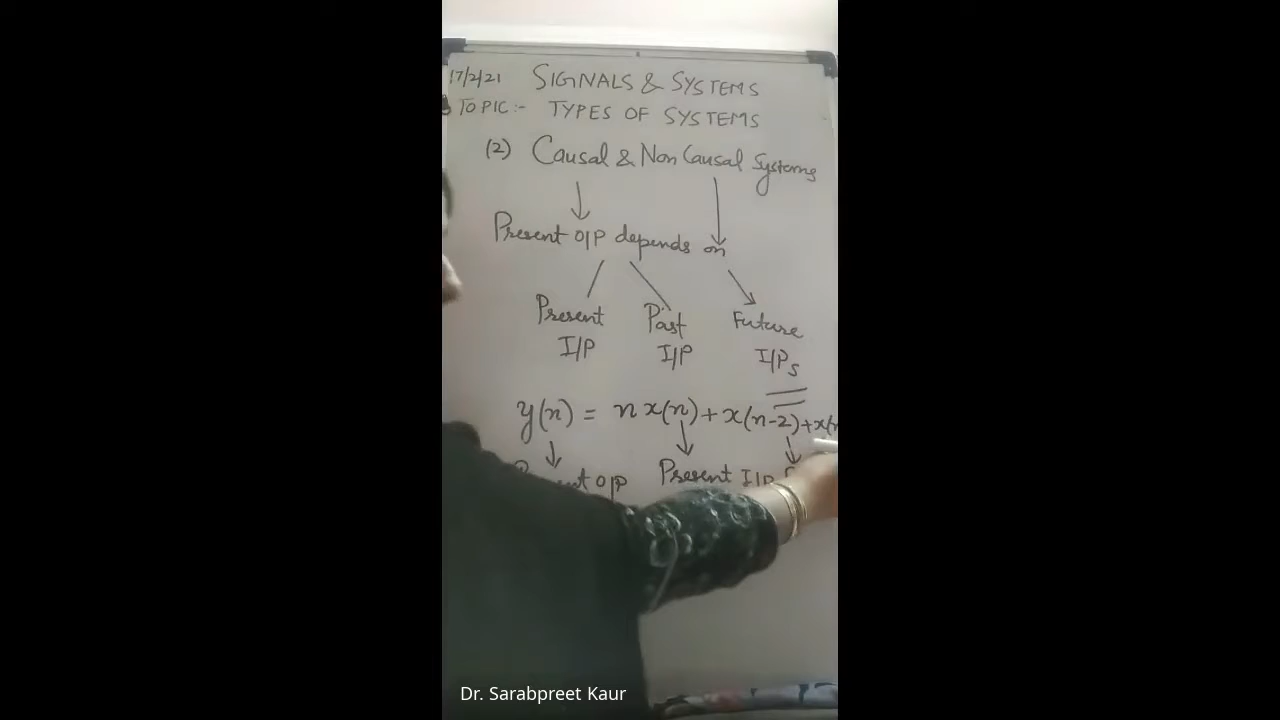 17/2/21 SIGNALS & SYSTEMS
TOPIC:- TYPES OF SYSTEMS
(2) Causal & Non Causal Systems
Present O/P depends on
Present Past Future
I/P I/P I/Ps
y(n) = n x(n) + x(n-2) + x(n
O/P Present I/P
Dr. Sarabpreet Kaur